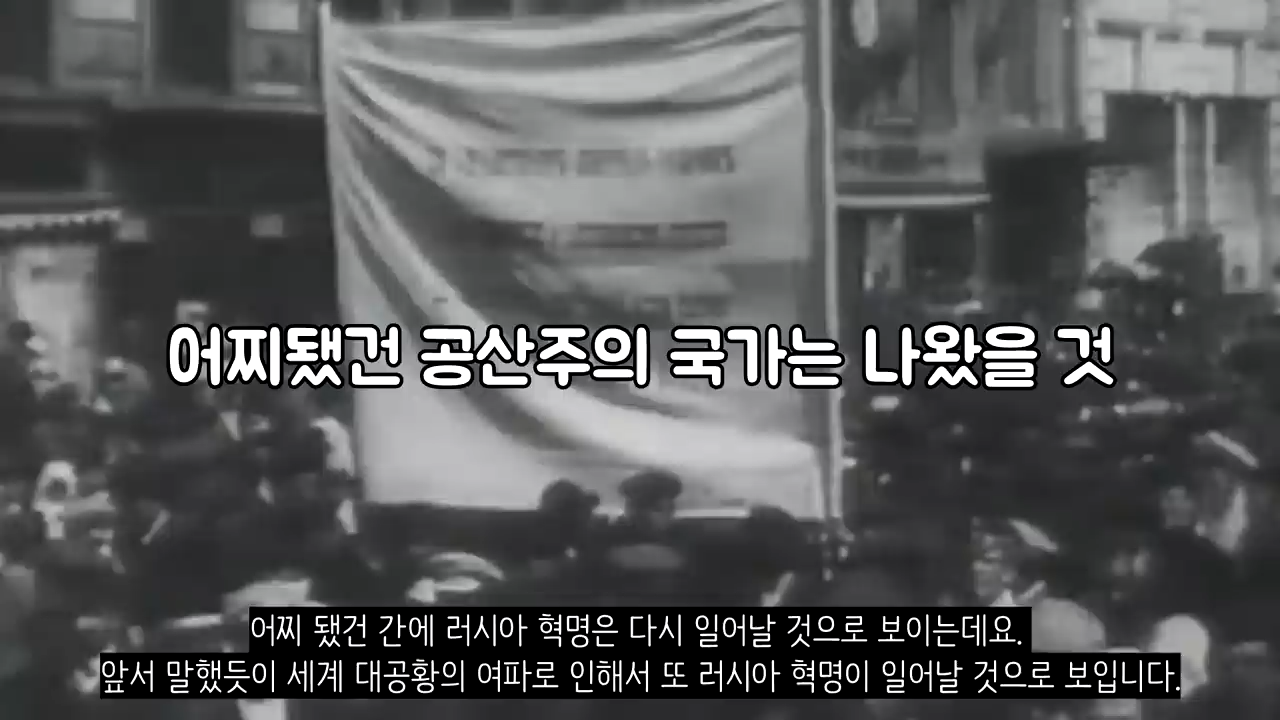 어찌됐건 공산주의 국가는 나왔을 것
어찌 됐건 간에 러시아 혁명은 다시 일어날 것으로 보이는데요.
앞서 말했듯이 세계 대공황의 여파로 인해서 또 러시아 혁명이 일어날 것으로 보입니다.